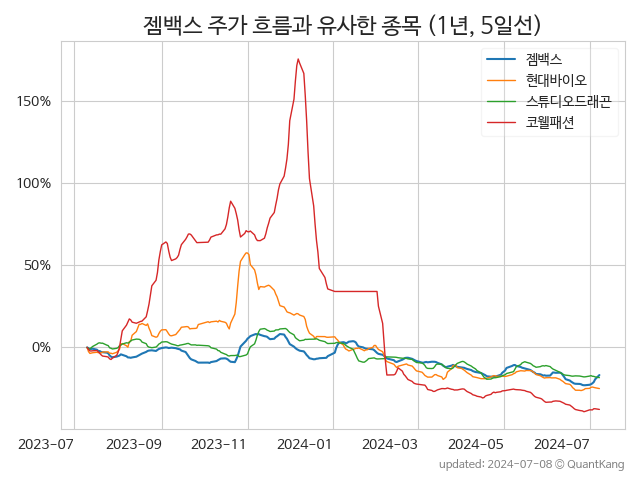 젬백스 주가 흐름과 유사한 종목 (1년, 5일선)
젬백스
현대바이오
스튜디오드래곤
코웰패션
150%
100%
50%
0%
2023-07 2023-09 2023-11 2024-01 2024-03 2024-05 2024-07
updated: 2024-07-08 © QuantKang